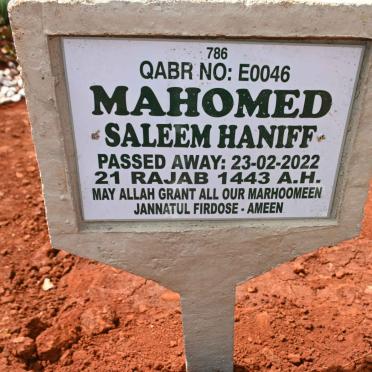 786
QABR NO: E0046
MAHOMED
SALEEM HANIFF
PASSED AWAY: 23-02-2022
21 RAJAB 1443 A.H.
MAY ALLAH GRANT ALL OUR MARHOOMEEN
JANNATUL FIRDOSE - AMEEN